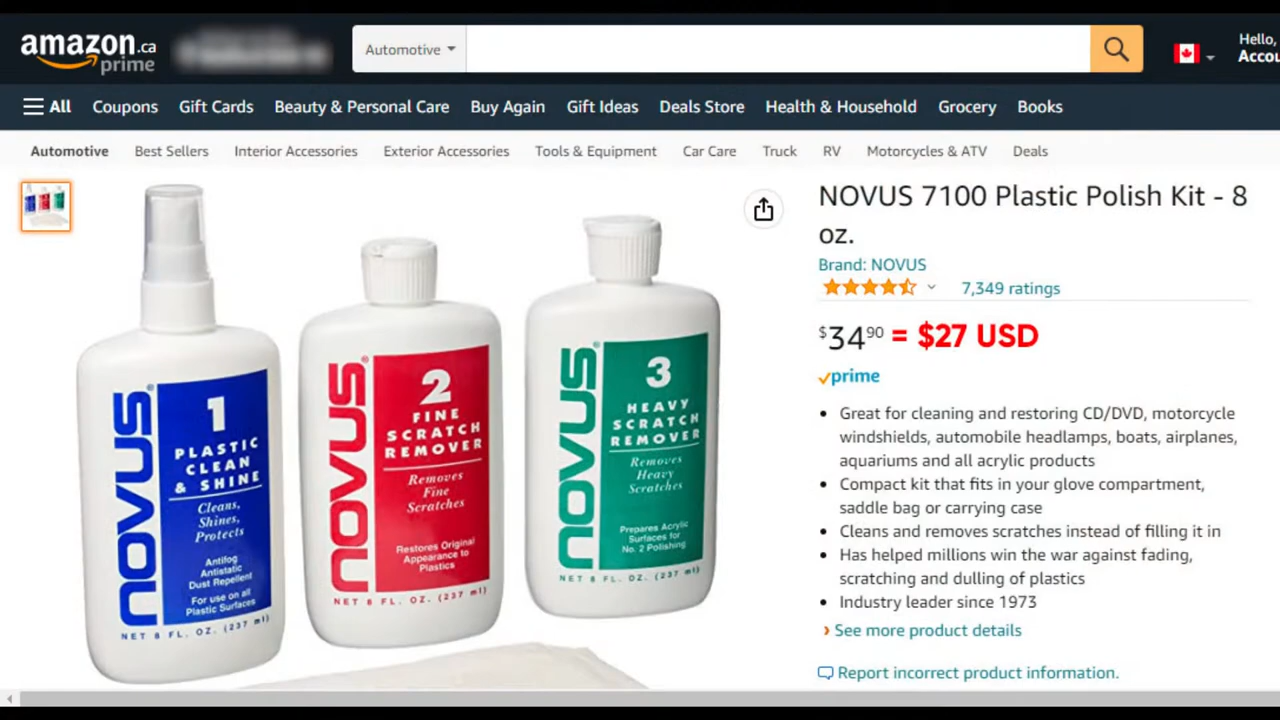 amazon.ca
prime
Automotive
Hello,
Accou
All Coupons Gift Cards Beauty & Personal Care Buy Again Gift Ideas Deals Store Health & Household Grocery Books
Automotive Best Sellers Interior Accessories Exterior Accessories Tools & Equipment Car Care Truck RV Motorcycles & ATV Deals
NOVUS 7100 Plastic Polish Kit - 8
oz.
Brand: NOVUS
7,349 ratings
$3490 = $27 USD
prime
Great for cleaning and restoring CD/DVD, motorcycle
windshields, automobile headlamps, boats, airplanes,
aquariums and all acrylic products
Compact kit that fits in your glove compartment,
saddle bag or carrying case
Cleans and removes scratches instead of filling it in
Has helped millions win the war against fading,
scratching and dulling of plastics
Industry leader since 1973
See more product details
Report incorrect product information.
NOVUS®
1
PLASTIC
CLEAN
& SHINE
Cleans,
Shines,
Protects
Antifog
Antistatic
Dust Repellent
For use on all
Plastic Surfaces
NET 8 FL. OZ. (237 ml)
NOVUS®
2
FINE
SCRATCH
REMOVER
Removes
Fine
Scratches
Restores Original
Appearance to
Plastics
NET 8 FL. OZ. (237 ml)
NOVUS®
3
HEAVY
SCRATCH
REMOVER
Removes
Heavy
Scratches
Prepares Acrylic
Surfaces for
No. 2 Polishing
NET 8 FL. OZ. (237 ml)